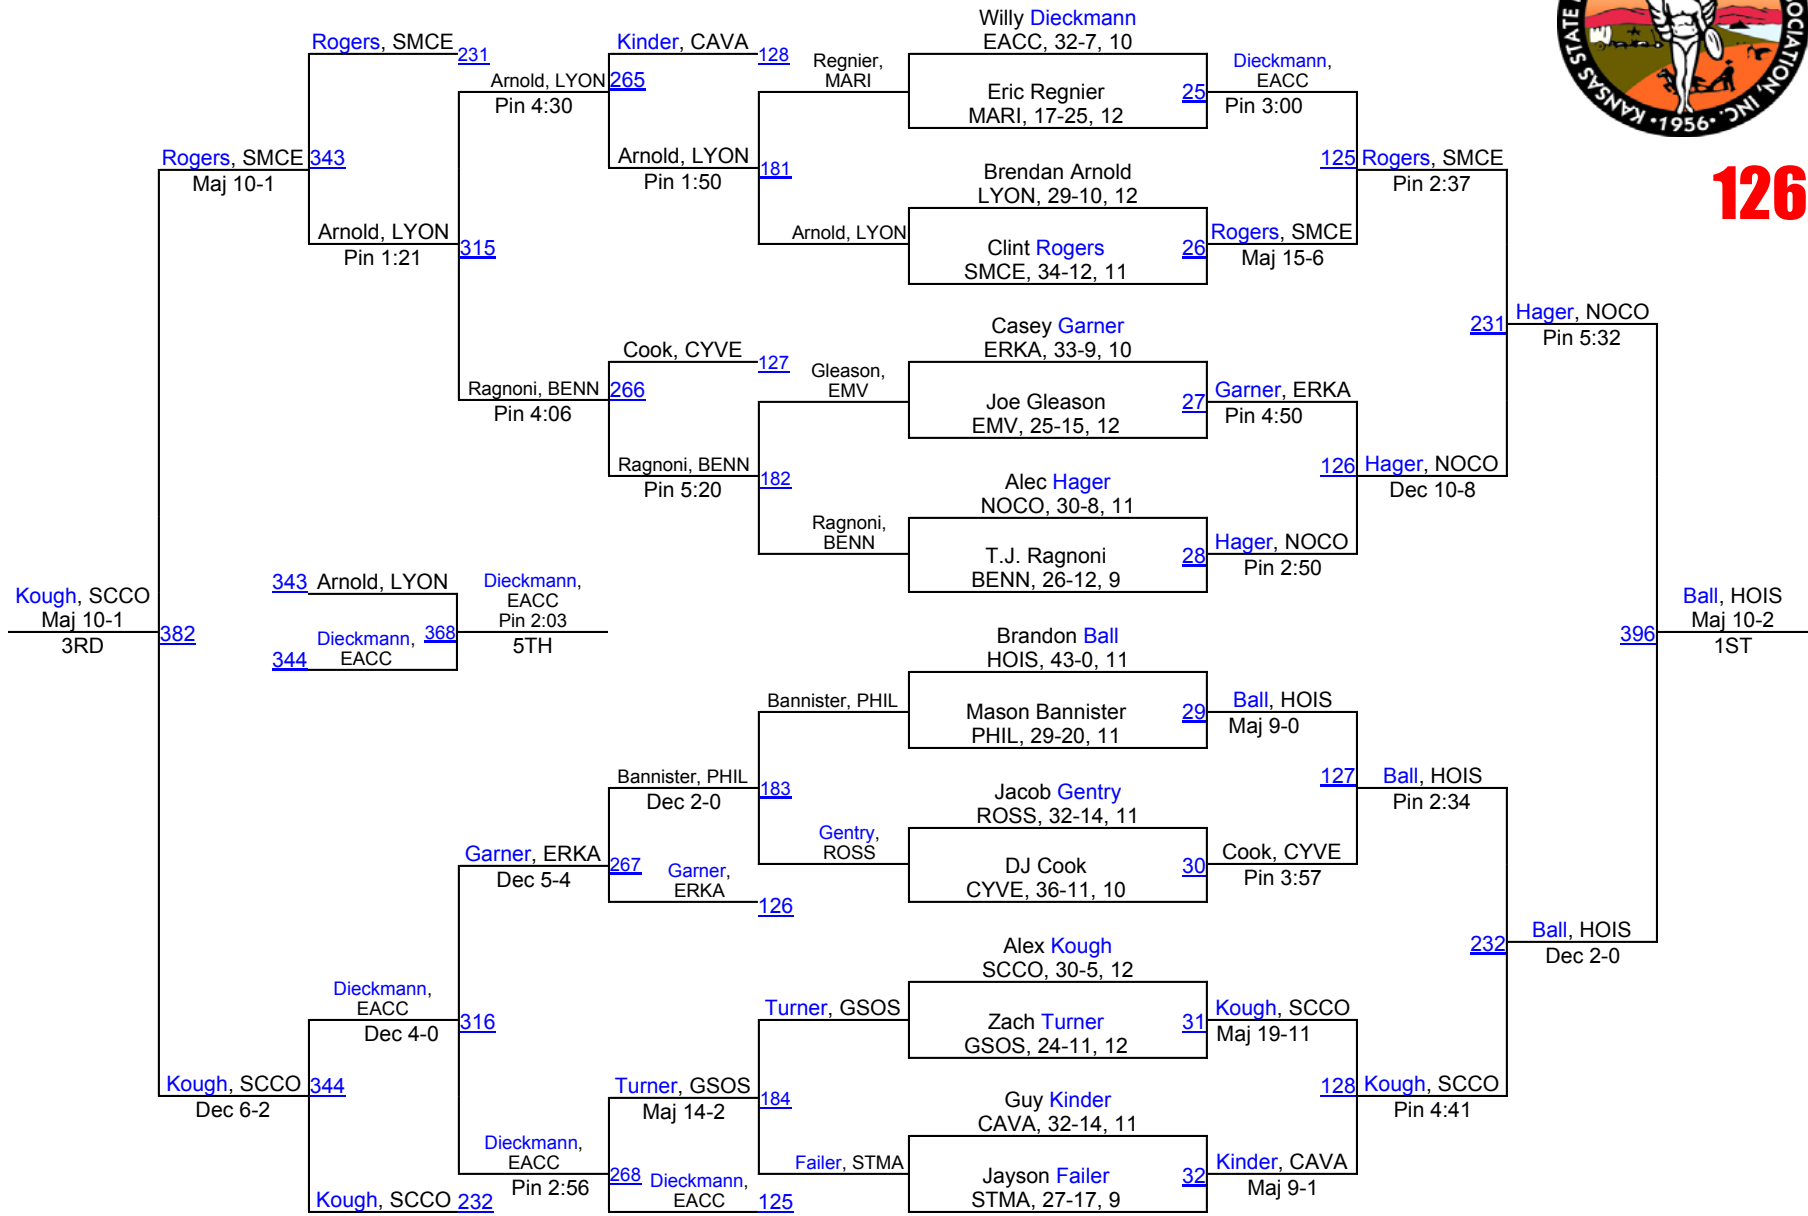 Rogers, SMCE
231
Rogers, SMCE
Maj 10-1
343
Arnold, LYON
Pin 1:21
315
Arnold, LYON
Pin 4:30
265
Kinder, CAVA
128
Arnold, LYON
Pin 1:50
181
Regnier,
MARI
Arnold, LYON
Ragnoni, BENN
Pin 4:06
266
Cook, CYVE
127
Ragnoni, BENN
Pin 5:20
182
Gleason,
EMV
Ragnoni,
BENN
Kough, SCCO
Maj 10-1
3RD
382
343
Arnold, LYON
344
Dieckmann,
EACC
368
Dieckmann,
EACC
Pin 2:03
5TH
Bannister, PHIL
Bannister, PHIL
Dec 2-0
183
Gentry,
ROSS
Garner, ERKA
Dec 5-4
267
Garner,
ERKA
126
Dieckmann,
EACC
Dec 4-0
316
Turner, GSOS
Turner, GSOS
Maj 14-2
184
Failer, STMA
Kough, SCCO
Dec 6-2
344
Dieckmann,
EACC
Pin 2:56
268
Dieckmann,
EACC
125
Kough, SCCO
232
Willy Dieckmann
EACC, 32-7, 10
Eric Regnier
MARI, 17-25, 12
25
Brendan Arnold
LYON, 29-10, 12
Clint Rogers
SMCE, 34-12, 11
26
Casey Garner
ERKA, 33-9, 10
Joe Gleason
EMV, 25-15, 12
27
Alec Hager
NOCO, 30-8, 11
T.J. Ragnoni
BENN, 26-12, 9
28
Brandon Ball
HOIS, 43-0, 11
Mason Bannister
PHIL, 29-20, 11
29
Jacob Gentry
ROSS, 32-14, 11
DJ Cook
CYVE, 36-11, 10
30
Alex Kough
SCCO, 30-5, 12
Zach Turner
GSOS, 24-11, 12
31
Guy Kinder
CAVA, 32-14, 11
Jayson Failer
STMA, 27-17, 9
32
Dieckmann,
EACC
Pin 3:00
125
Rogers, SMCE
Maj 15-6
Rogers, SMCE
Pin 2:37
Garner, ERKA
Pin 4:50
126
Hager, NOCO
Pin 2:50
Hager, NOCO
Dec 10-8
231
Hager, NOCO
Pin 5:32
Ball, HOIS
Maj 9-0
127
Cook, CYVE
Pin 3:57
Ball, HOIS
Pin 2:34
Kough, SCCO
Maj 19-11
128
Kinder, CAVA
Maj 9-1
Kough, SCCO
Pin 4:41
232
Ball, HOIS
Dec 2-0
396
Ball, HOIS
Maj 10-2
1ST
KANSAS STATE
INC.
·1956·
126